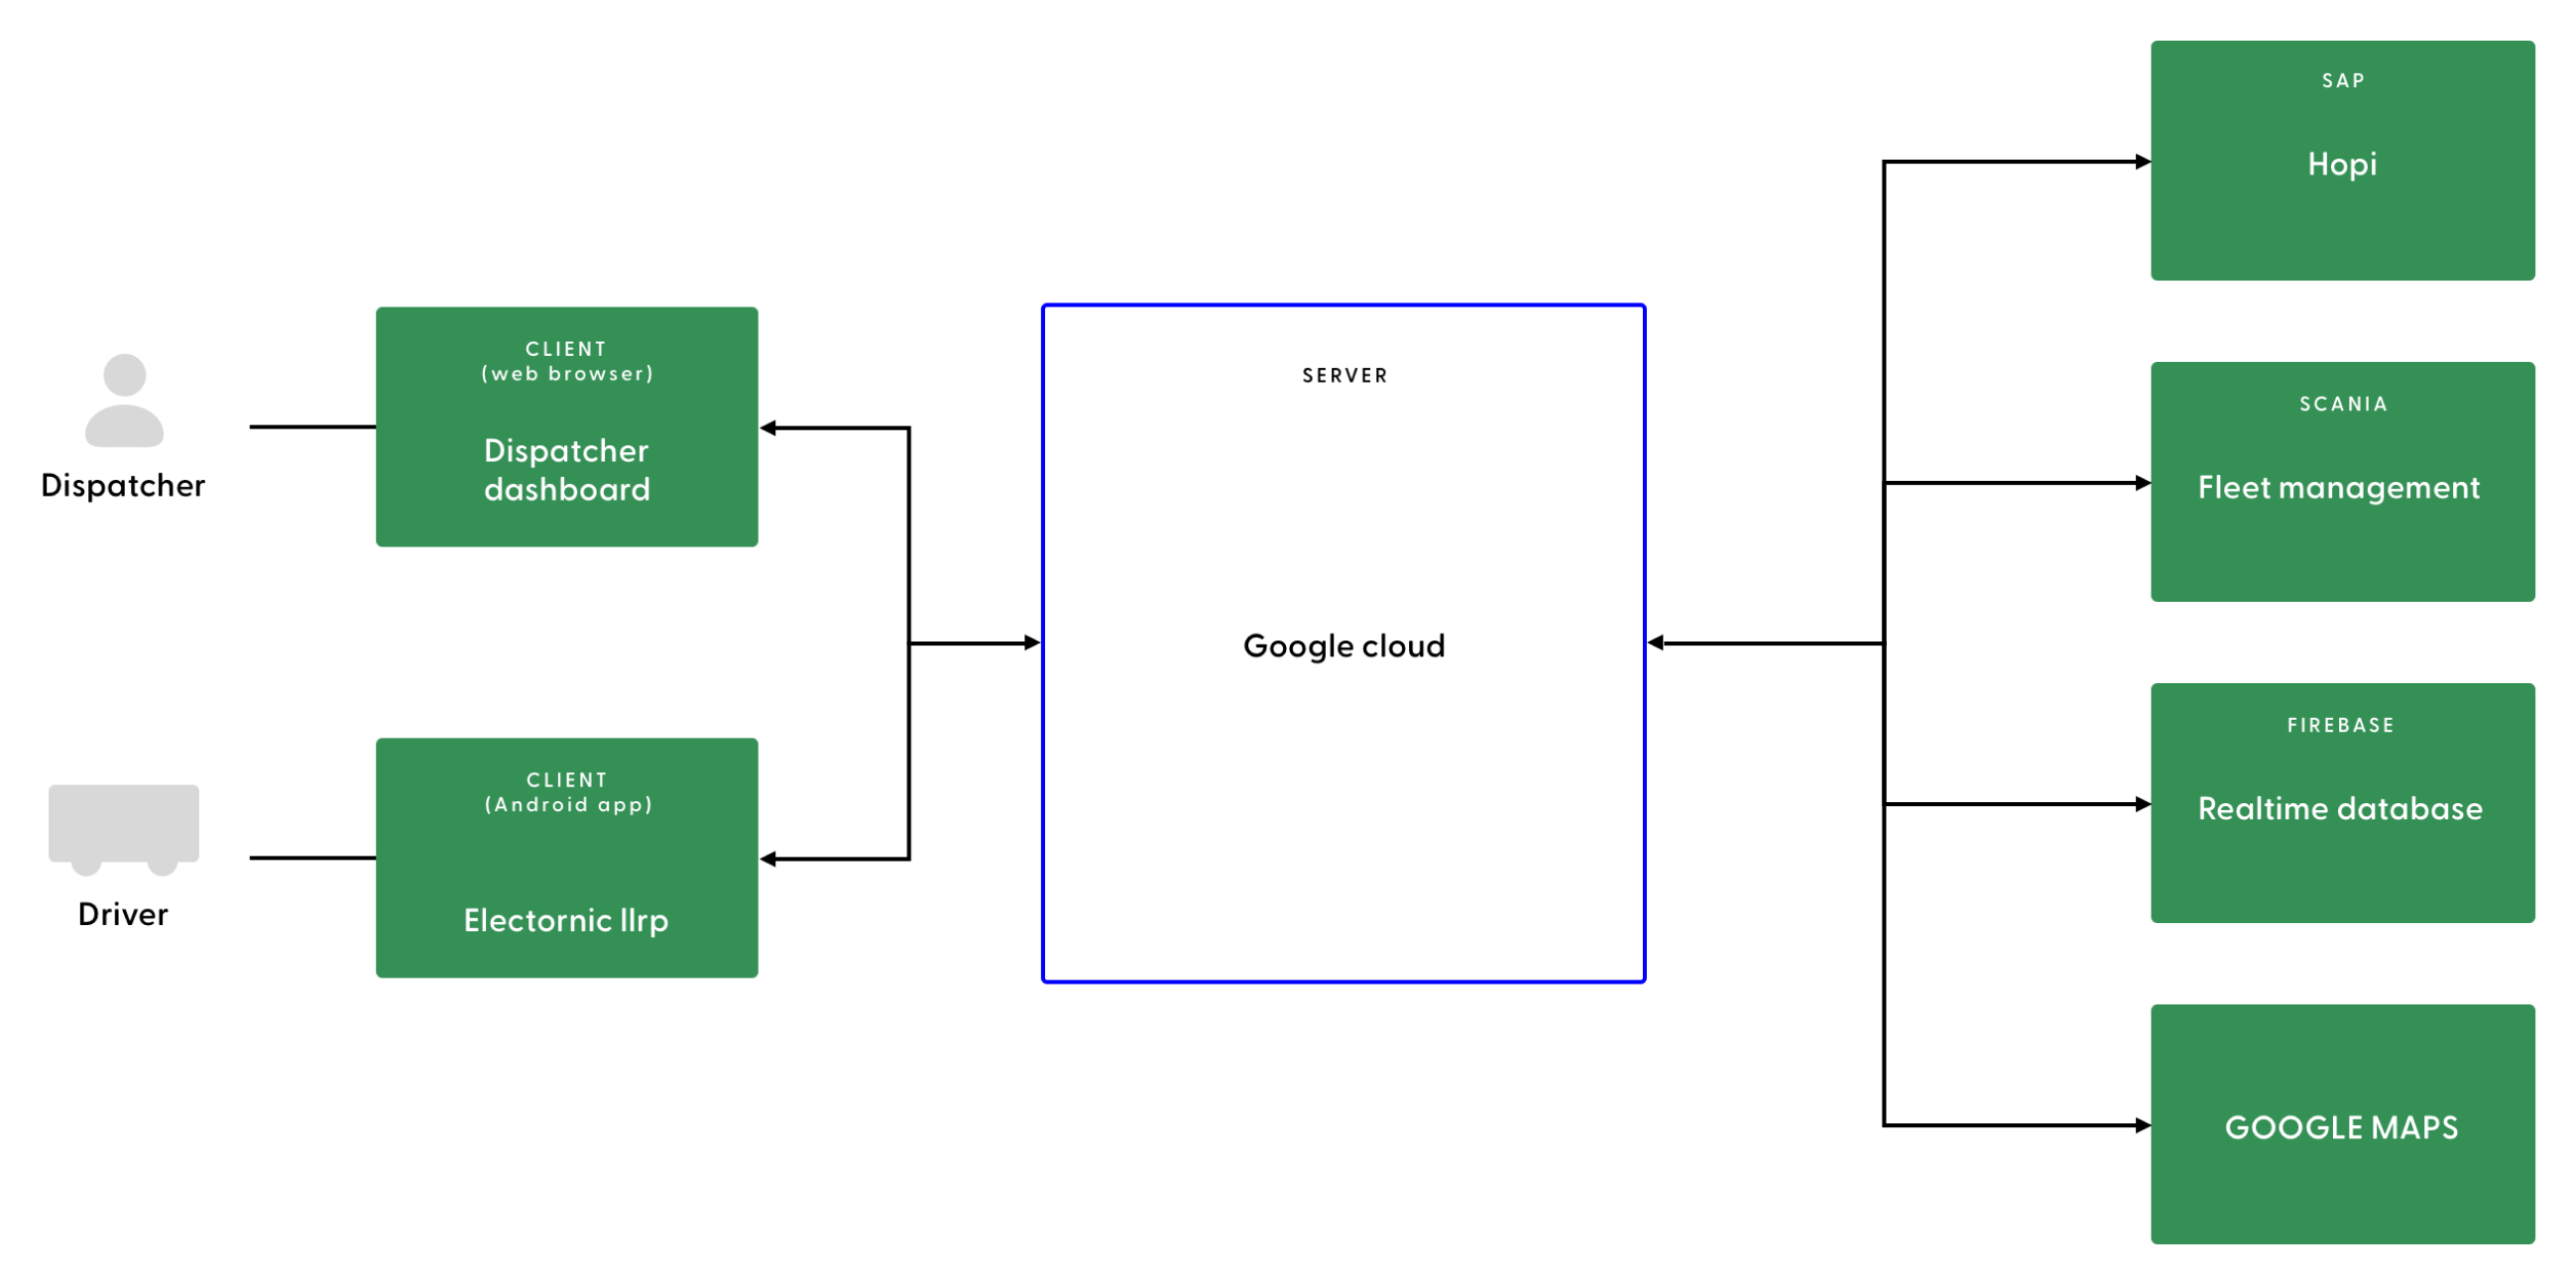 Dispatcher
CLIENT
(web browser)
Dispatcher
dashboard
Driver
CLIENT
(Android app)
Electornic llrp
SERVER
Google cloud
SAP
Hopi
SCANIA
Fleet management
FIREBASE
Realtime database
GOOGLE MAPS